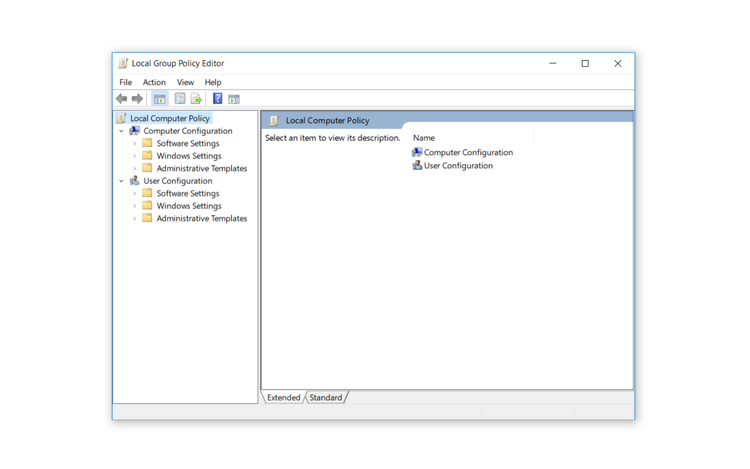 Local Group Policy Editor
File Action View Help
Local Computer Policy
Computer Configuration
Software Settings
Windows Settings
Administrative Templates
User Configuration
Software Settings
Windows Settings
Administrative Templates
Local Computer Policy
Select an item to view its description.
Name
Computer Configuration
User Configuration
Extended Standard